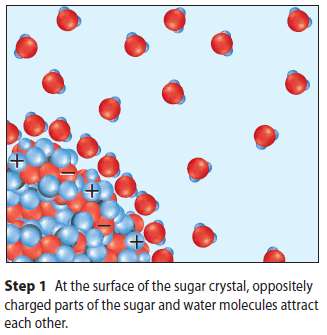 +
−
+
−
+
Step 1 At the surface of the sugar crystal, oppositely
charged parts of the sugar and water molecules attract
each other.